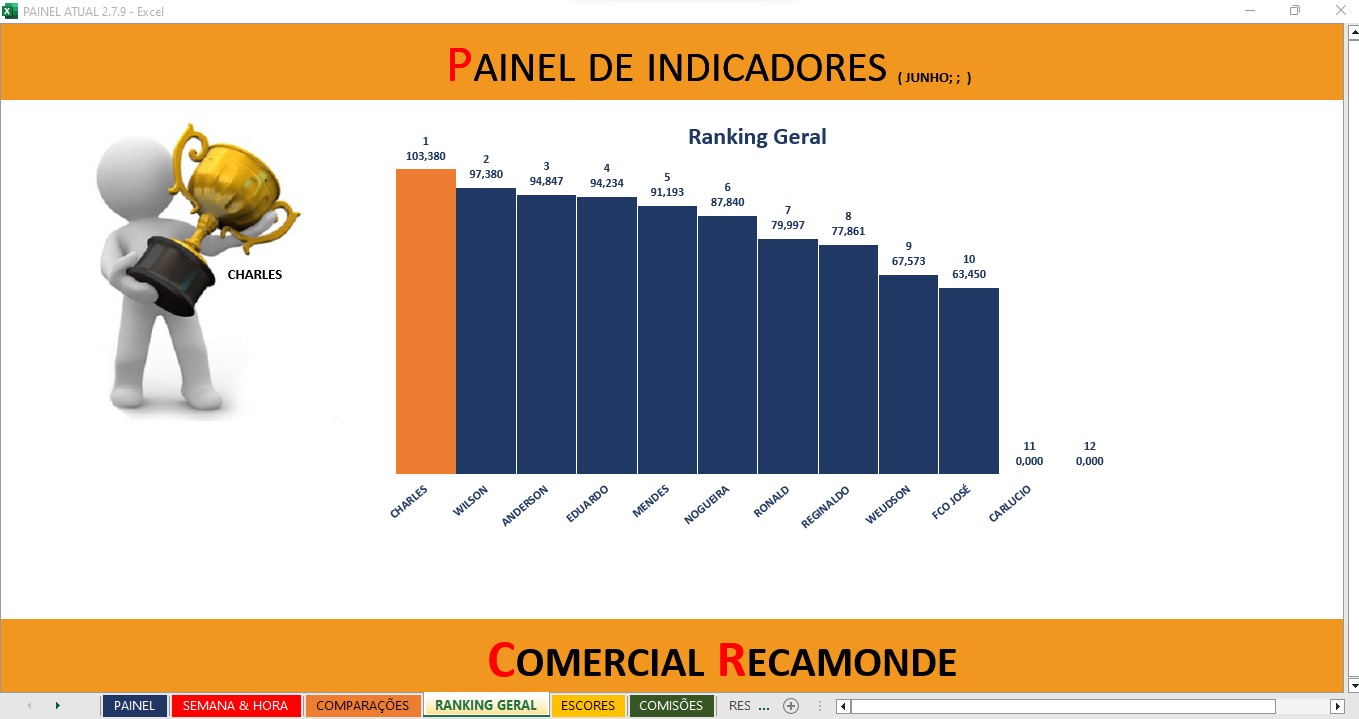 PAINEL ATUAL 2.7.9 - Excel
PAINEL DE INDICADORES ( JUNHO; ;  )
Ranking Geral
1
103,380
2
97,380
3
94,847
4
94,234
5
91,193
6
87,840
7
79,997
8
77,861
9
67,573
10
63,450
11
0,000
12
0,000
CHARLES
CHARLES
WILSON
ANDERSON
EDUARDO
MENDES
NOGUEIRA
RONALD
REGINALDO
WEUDSON
FCO JOSÉ
CARLUCIO
COMERCIAL RECAMONDE
PAINEL
SEMANA & HORA
COMPARAÇÕES
RANKING GERAL
ESCORES
COMISÕES
RES ...